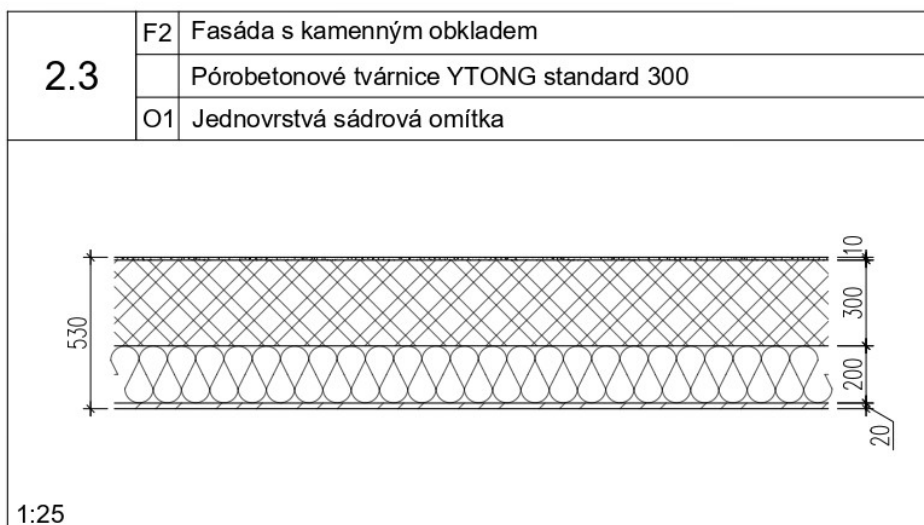 2.3
F2 Fasáda s kamenným obkladem
Pórobetonové tvárnice YTONG standard 300
O1 Jednovrstvá sádrová omítka
530
10
300
200
20
1:25